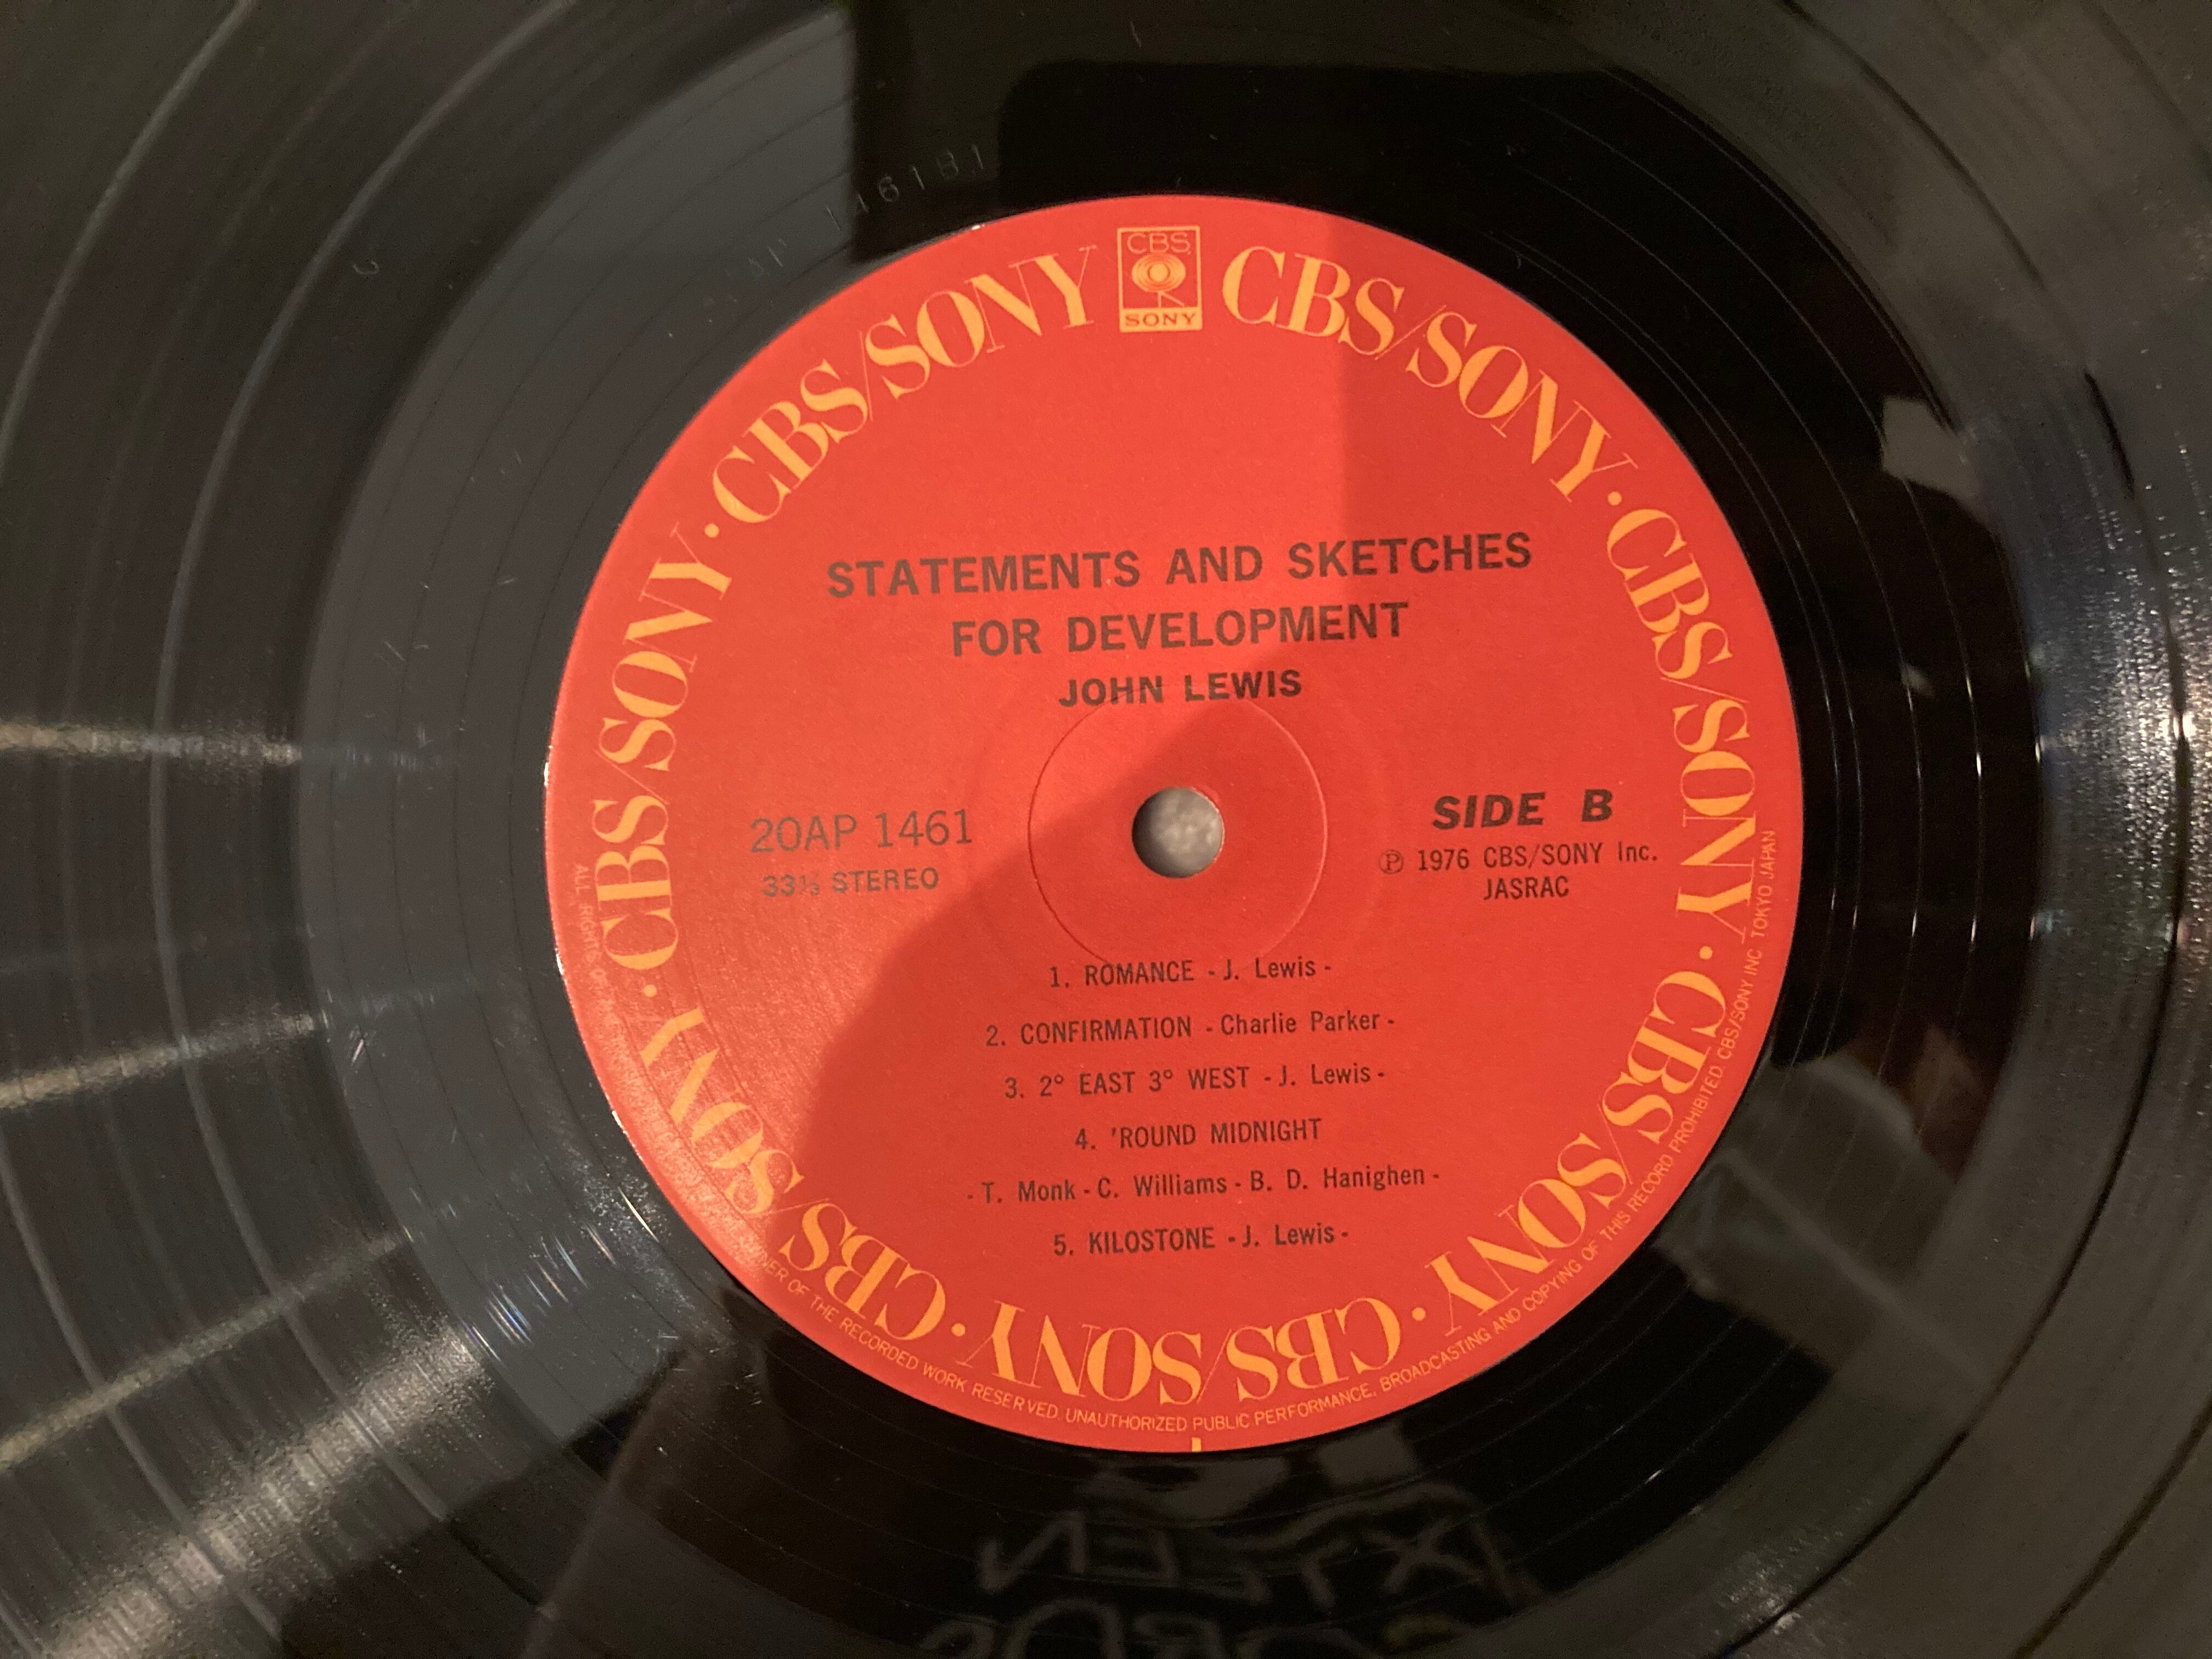 1461B1
CBS
SONY
CBS/SONY · CBS/SONY · CBS/SONY · CBS/SONY · CBS/SONY · CBS/SONY · CBS/SONY · CBS/SONY
STATEMENTS AND SKETCHES
FOR DEVELOPMENT
JOHN LEWIS
20AP 1461
33⅓ STEREO
SIDE B
Ⓟ 1976 CBS/SONY Inc.
JASRAC
1. ROMANCE - J. Lewis -
2. CONFIRMATION - Charlie Parker -
3. 2° EAST 3° WEST - J. Lewis -
4. 'ROUND MIDNIGHT
- T. Monk - C. Williams - B. D. Hanighen -
5. KILOSTONE - J. Lewis -
ALL RIGHTS OF THE RECORDED WORK RESERVED. UNAUTHORIZED PUBLIC PERFORMANCE, BROADCASTING AND COPYING OF THIS RECORD PROHIBITED. CBS/SONY INC TOKYO JAPAN